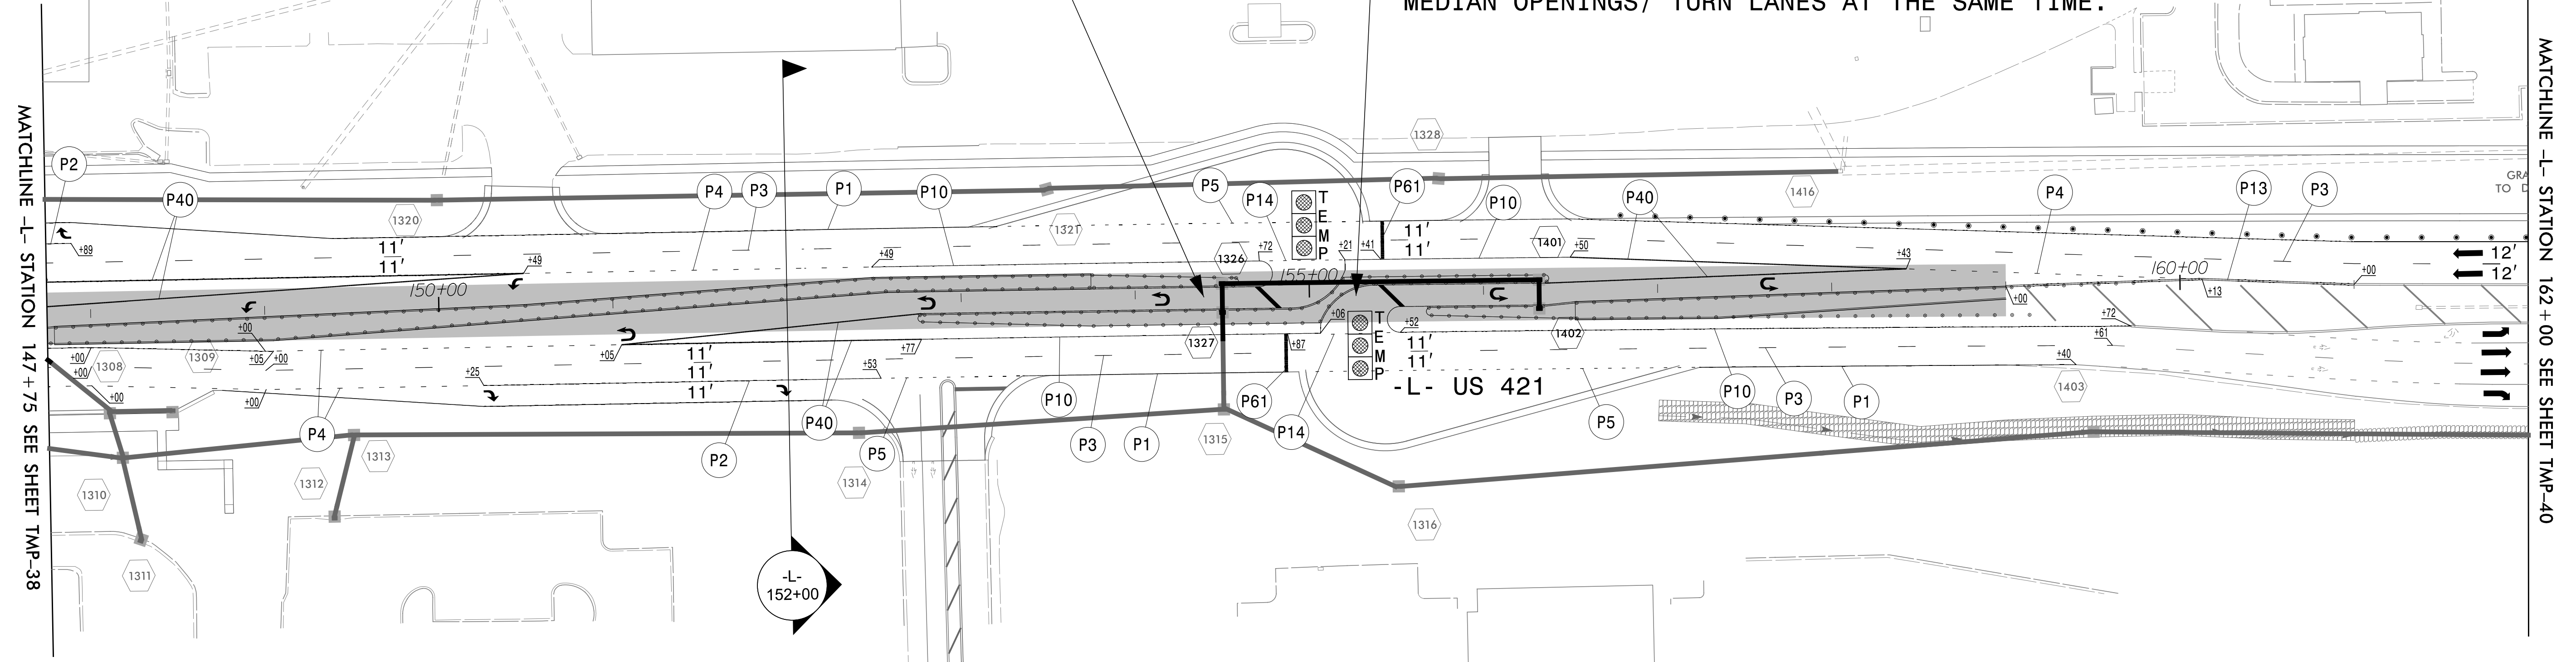 MEDIAN OPENINGS/ TURN LANES AT THE SAME TIME.
MATCHLINE -L- STATION 147+75 SEE SHEET TMP-38
MATCHLINE -L- STATION 162+00 SEE SHEET TMP-40
1328
P2
P40
P4
P3
P1
P10
P5
P14
TEMP
P61
P10
P40
1416
P4
P13
P3
GRA
TO D
1320
1321
+89
11'
11'
+49
+49
1326
+72
+21
+41
11'
11'
1401
+50
+43
12'
12'
150+00
155+00
160+00
+00
+00
+13
+00
+05
+00
+05
+77
1327
+06
+87
TEMP
+52
11'
11'
1402
+72
+61
+40
+00
+00
1308
1309
+00
+00
+25
11'
11'
11'
+53
-L- US 421
P4
P40
P5
P2
P10
P3
P1
P61
P14
P5
P10
P3
P1
1403
1310
1313
1312
1314
1315
1316
1311
-L-
152+00